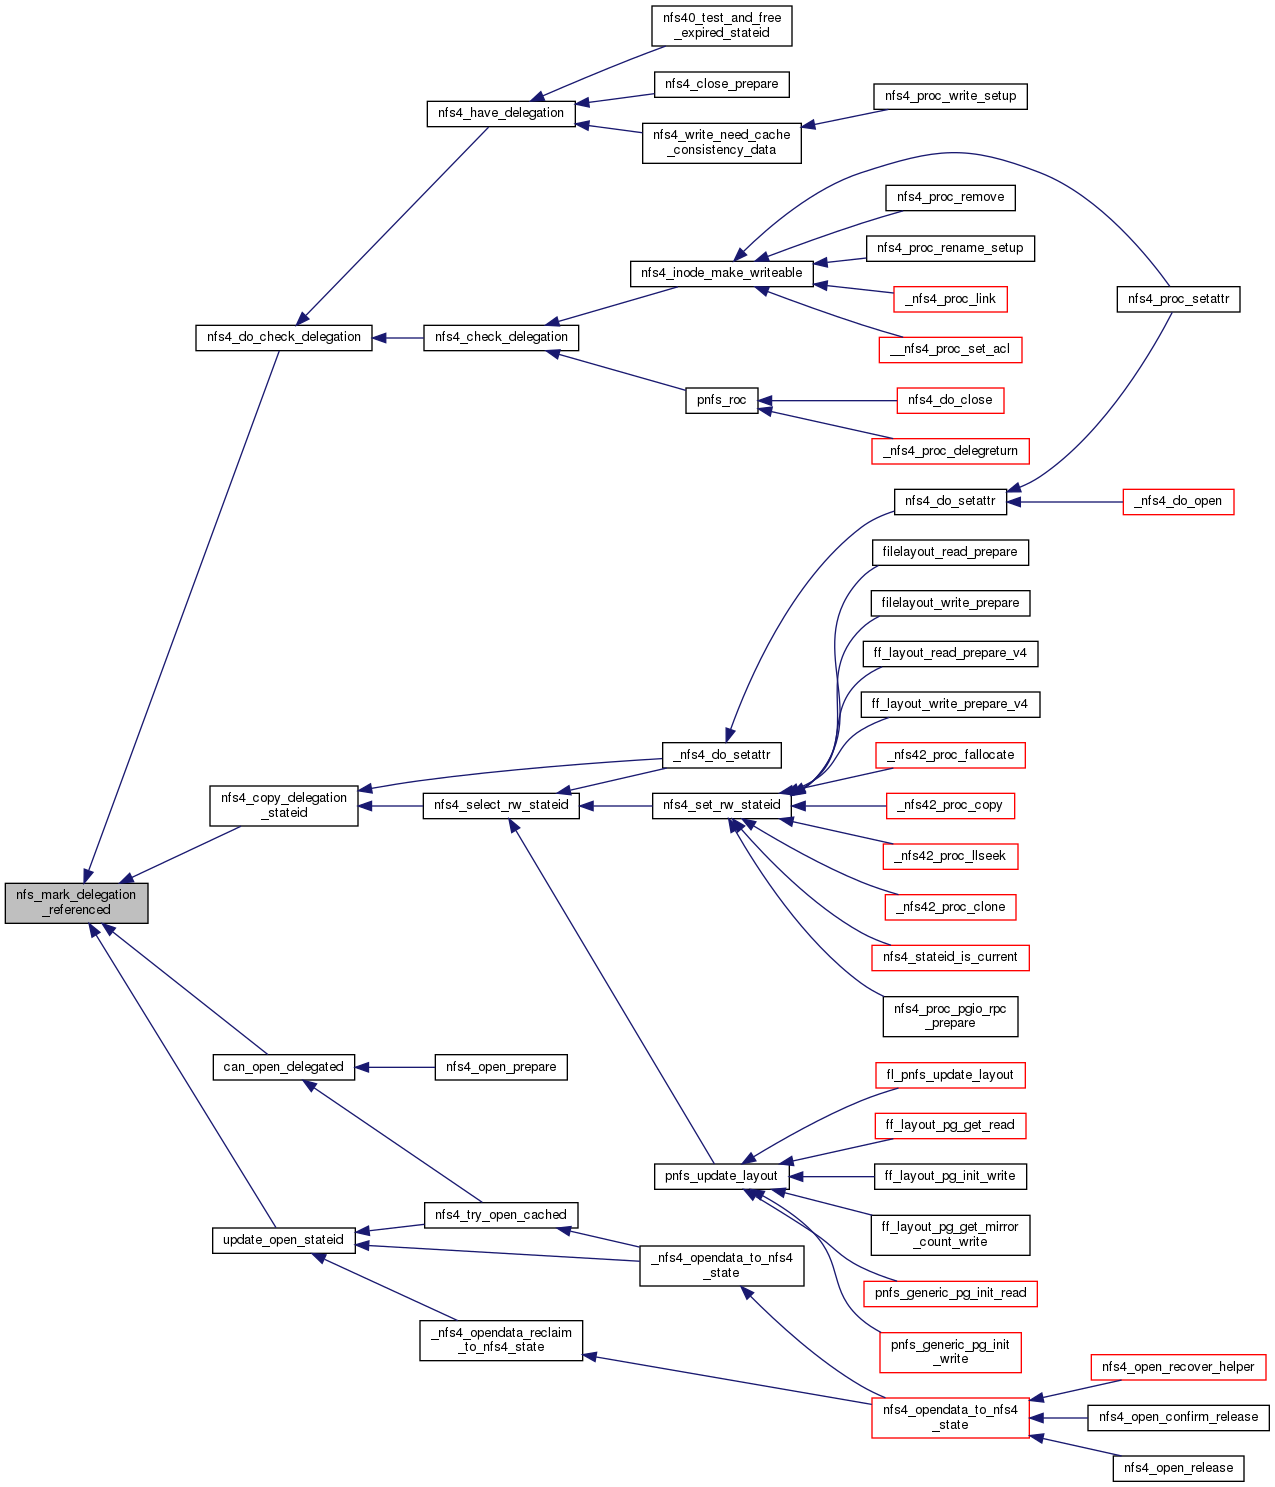 nfs40_test_and_free
_expired_stateid
nfs4_close_prepare
nfs4_proc_write_setup
nfs4_have_delegation
nfs4_write_need_cache
_consistency_data
nfs4_proc_remove
nfs4_proc_rename_setup
nfs4_inode_make_writeable
_nfs4_proc_link
nfs4_proc_setattr
nfs4_do_check_delegation
nfs4_check_delegation
__nfs4_proc_set_acl
pnfs_roc
nfs4_do_close
_nfs4_proc_delegreturn
nfs4_do_setattr
_nfs4_do_open
filelayout_read_prepare
filelayout_write_prepare
ff_layout_read_prepare_v4
ff_layout_write_prepare_v4
_nfs4_do_setattr
_nfs42_proc_fallocate
nfs4_copy_delegation
_stateid
nfs4_select_rw_stateid
nfs4_set_rw_stateid
_nfs42_proc_copy
_nfs42_proc_llseek
nfs_mark_delegation
_referenced
_nfs42_proc_clone
nfs4_stateid_is_current
nfs4_proc_pgio_rpc
_prepare
can_open_delegated
nfs4_open_prepare
fl_pnfs_update_layout
ff_layout_pg_get_read
pnfs_update_layout
ff_layout_pg_init_write
nfs4_try_open_cached
update_open_stateid
ff_layout_pg_get_mirror
_count_write
_nfs4_opendata_to_nfs4
_state
pnfs_generic_pg_init_read
_nfs4_opendata_reclaim
_to_nfs4_state
pnfs_generic_pg_init
_write
nfs4_open_recover_helper
nfs4_opendata_to_nfs4
_state
nfs4_open_confirm_release
nfs4_open_release